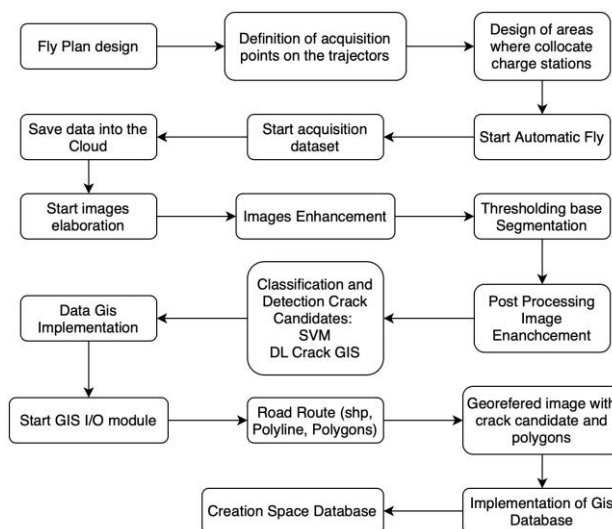 Fly Plan design
Definition of acquisition
points on the trajectors
Design of areas
where collocate
charge stations
Start Automatic Fly
Start acquisition
dataset
Save data into the
Cloud
Start images
elaboration
Images Enhancement
Thresholding base
Segmentation
Post Processing
Image
Enanchcement
Classification and
Detection Crack
Candidates:
SVM
DL Crack GIS
Data Gis
Implementation
Start GIS I/O module
Road Route (shp,
Polyline, Polygons)
Georefered image with
crack candidate and
polygons
Implementation of Gis
Database
Creation Space Database